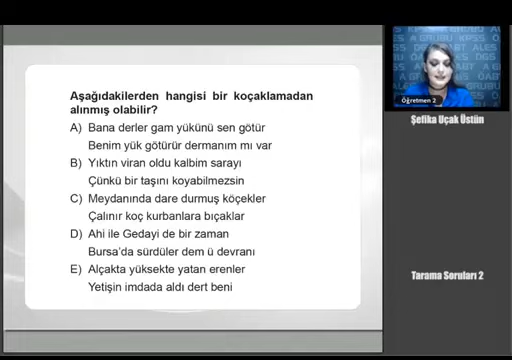 Aşağıdakilerden hangisi bir koçaklamadan
alınmış olabilir?
A) Bana derler gam yükünü sen götür
Benim yük götürür dermanım mı var
B) Yıktın viran oldu kalbim sarayı
Çünkü bir taşını koyabilmezsin
C) Meydanında dare durmuş köçekler
Çalınır koç kurbanlara bıçaklar
D) Ahi ile Gedayi de bir zaman
Bursa'da sürdüler dem ü devranı
E) Alçakta yüksekte yatan erenler
Yetişin imdada aldı dert beni
Öğretmen 2
Şefika Uçak Üstün
Tarama Soruları 2